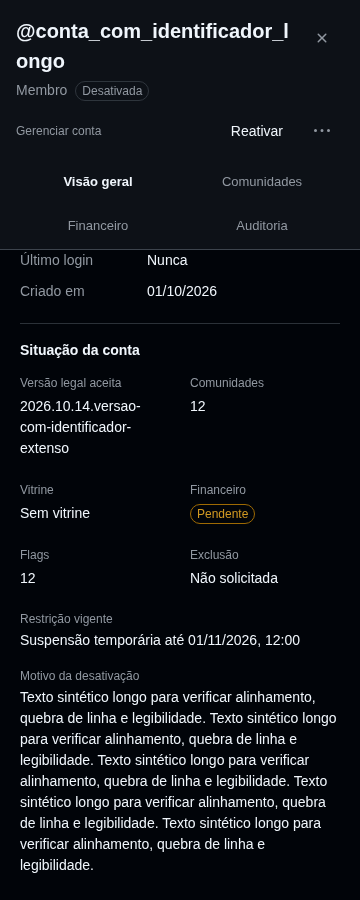 @conta_com_identificador_l
ongo
Membro Desativada
Gerenciar conta Reativar
Visão geral Comunidades
Financeiro Auditoria
Último login Nunca
Criado em 01/10/2026
Situação da conta
Versão legal aceita Comunidades
2026.10.14.versao- 12
com-identificador-
extenso
Vitrine Financeiro
Sem vitrine Pendente
Flags Exclusão
12 Não solicitada
Restrição vigente
Suspensão temporária até 01/11/2026, 12:00
Motivo da desativação
Texto sintético longo para verificar alinhamento,
quebra de linha e legibilidade. Texto sintético longo
para verificar alinhamento, quebra de linha e
legibilidade. Texto sintético longo para verificar
alinhamento, quebra de linha e legibilidade. Texto
sintético longo para verificar alinhamento, quebra
de linha e legibilidade. Texto sintético longo para
verificar alinhamento, quebra de linha e
legibilidade.